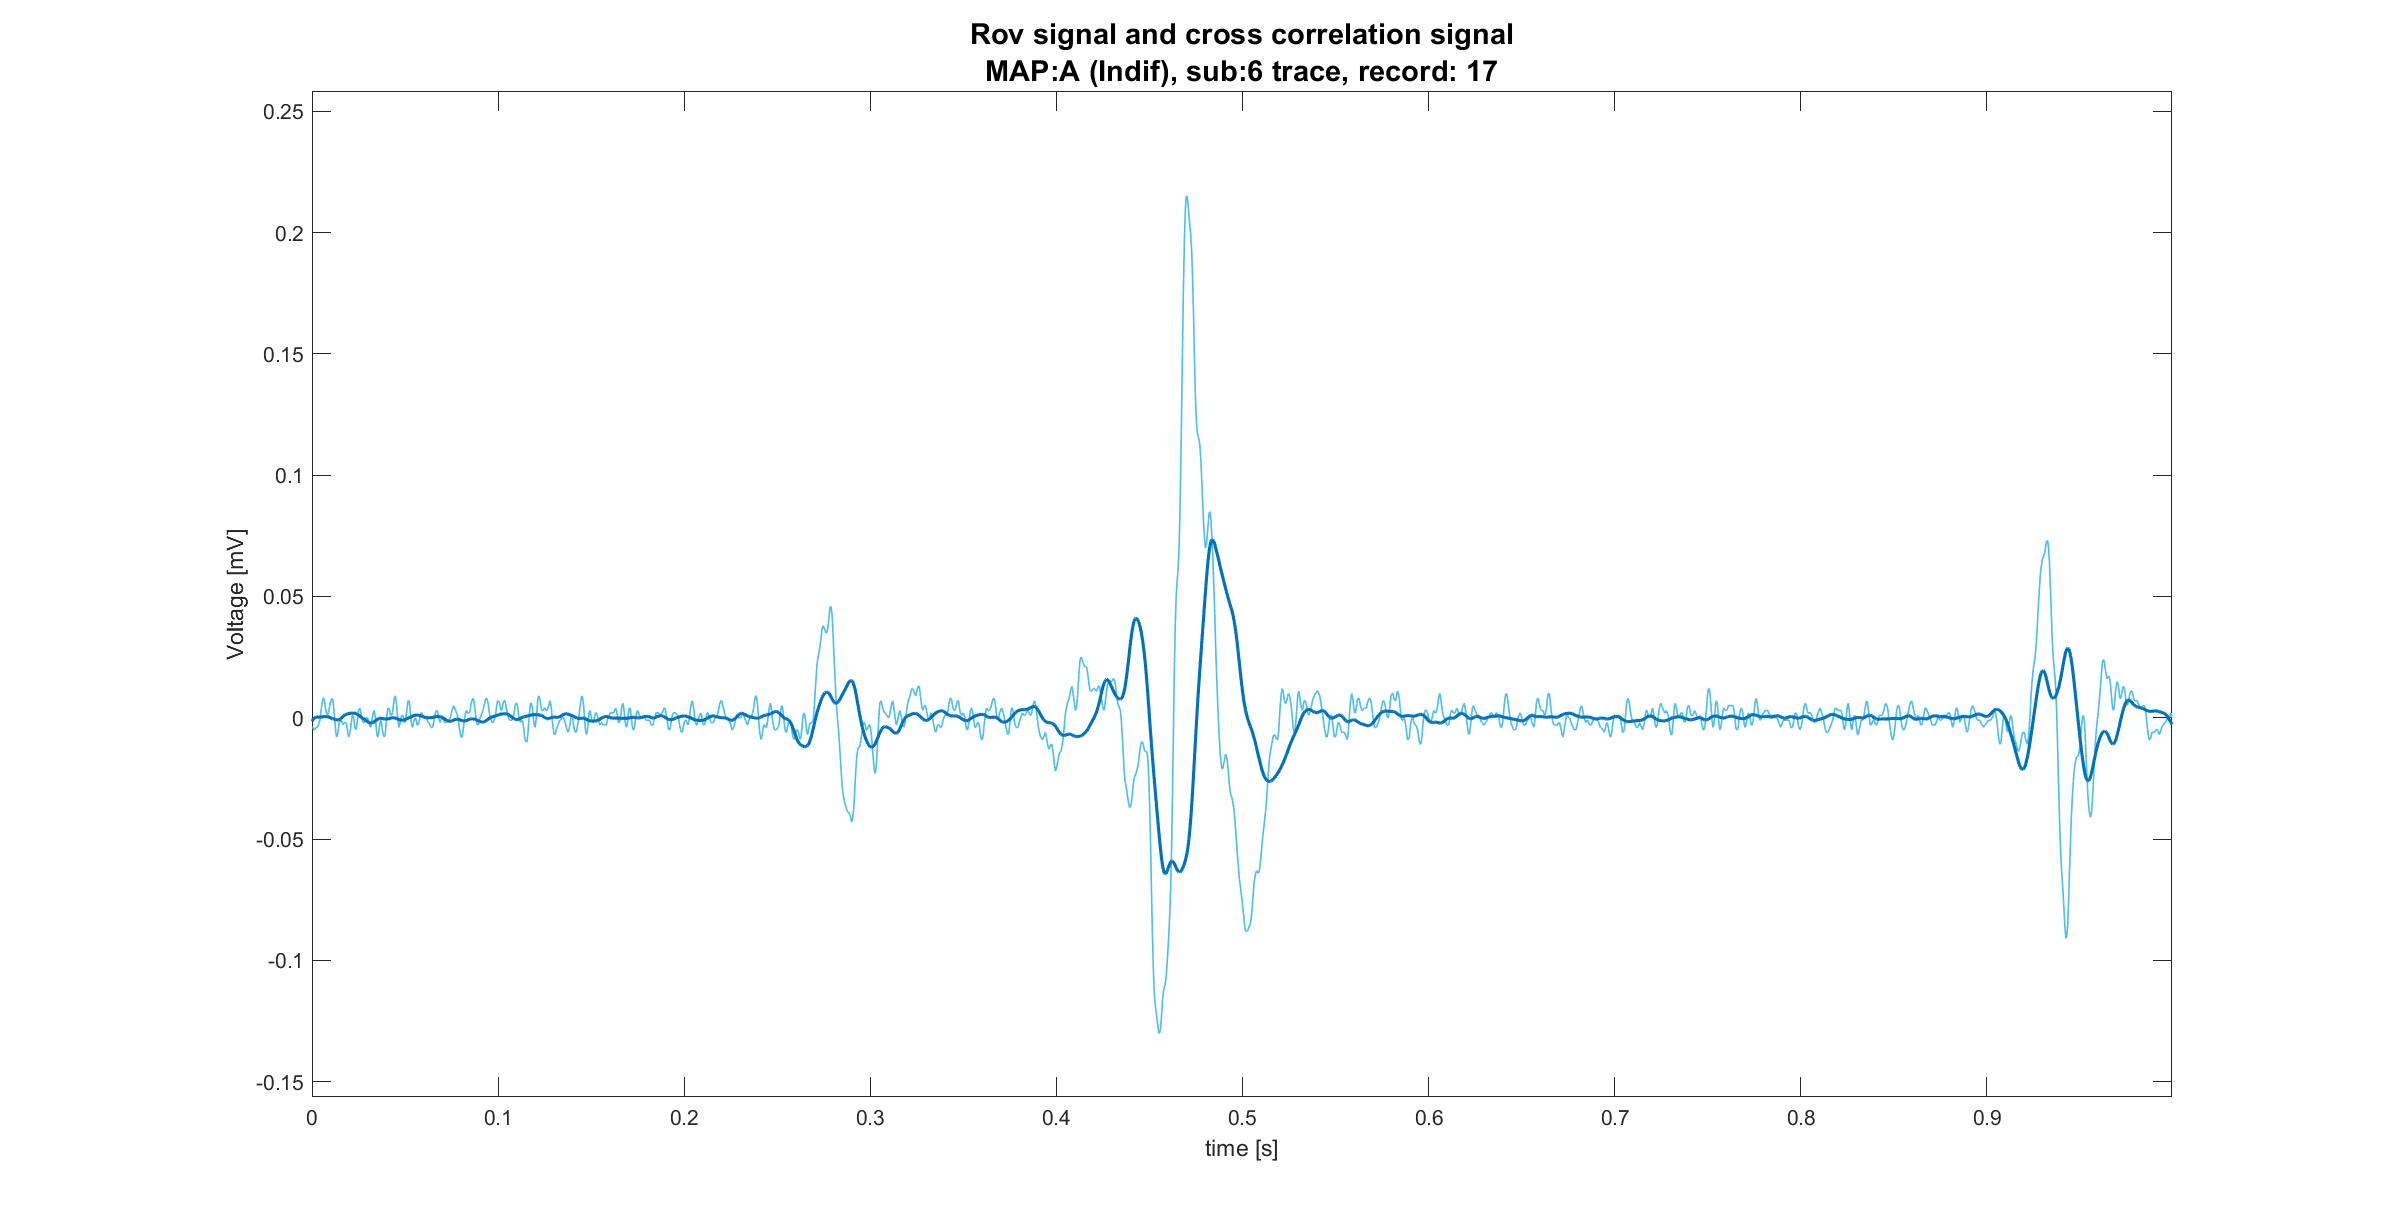 Rov signal and cross correlation signal
MAP:A (Indif), sub:6 trace, record: 17
0.25
0.2
0.15
0.1
0.05
0
-0.05
-0.1
-0.15
Voltage [mV]
0 0.1 0.2 0.3 0.4 0.5 0.6 0.7 0.8 0.9
time [s]